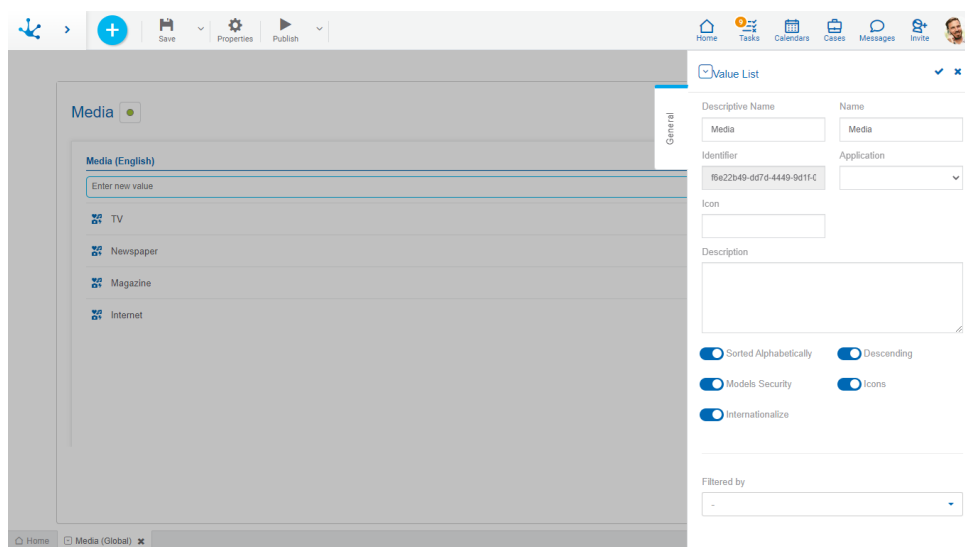 Save
Properties
Publish
Home
9
Tasks
Calendars
Cases
Messages
Invite
Media
Media (English)
Enter new value
TV
Newspaper
Magazine
Internet
General
Value List
Descriptive Name
Name
Media
Media
Identifier
Application
f6e22b49-dd7d-4449-9d1f-0
Icon
Description
Sorted Alphabetically
Descending
Models Security
Icons
Internationalize
Filtered by
-
Home
Media (Global)